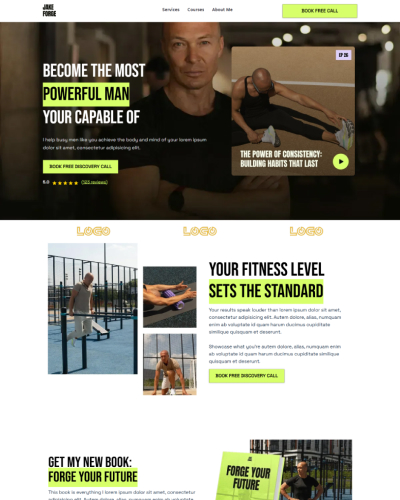 JAKE
FORGE
Services Courses About Me
BOOK FREE CALL
BECOME THE MOST
POWERFUL MAN
YOUR CAPABLE OF
I help busy men like you achieve the body and mind of your lorem ipsum
dolor sit amet, consectetur adipisicing elit.
BOOK FREE DISCOVERY CALL
5.0 ★★★★★ (123 reviews)
EP 26
THE POWER OF CONSISTENCY:
BUILDING HABITS THAT LAST
LOGO LOGO LOGO
YOUR FITNESS LEVEL
SETS THE STANDARD
Your results speak louder than lorem ipsum dolor sit amet,
consectetur adipisicing elit. Autem dolore, alias, numquam
enim ab voluptate id quam harum ducimus cupiditate
similique quisquam et deserunt.
Showcase what you're autem dolore, alias, numquam enim
ab voluptate id quam harum ducimus cupiditate similique
quisquam et deserunt.
BOOK FREE DISCOVERY CALL
GET MY NEW BOOK:
FORGE YOUR FUTURE
This book is everything I lorem ipsum dolor sit amet, consectetur
FORGE YOUR
FUTURE